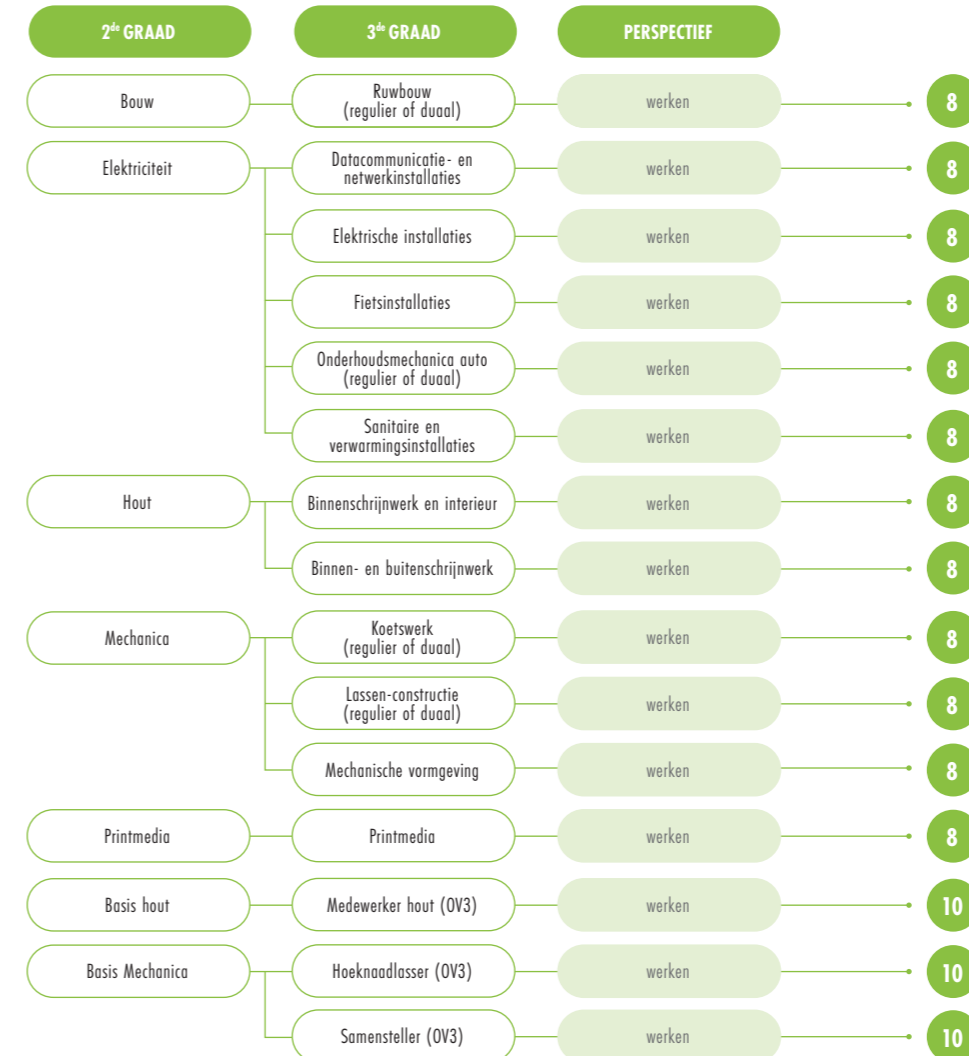 2de GRAAD 3de GRAAD PERSPECTIEF
Bouw Ruwbouw
(regulier of duaal) werken 8
Elektriciteit Datacommunicatie- en
netwerkinstallaties werken 8
Elektrische installaties werken 8
Fietsinstallaties werken 8
Onderhoudsmechanica auto
(regulier of duaal) werken 8
Sanitaire en
verwarmingsinstallaties werken 8
Hout Binnenschrijnwerk en interieur werken 8
Binnen- en buitenschrijnwerk werken 8
Mechanica Koetswerk
(regulier of duaal) werken 8
Lassen-constructie
(regulier of duaal) werken 8
Mechanische vormgeving werken 8
Printmedia Printmedia werken 8
Basis hout Medewerker hout (OV3) werken 10
Basis Mechanica Hoeknaadlasser (OV3) werken 10
Samensteller (OV3) werken 10